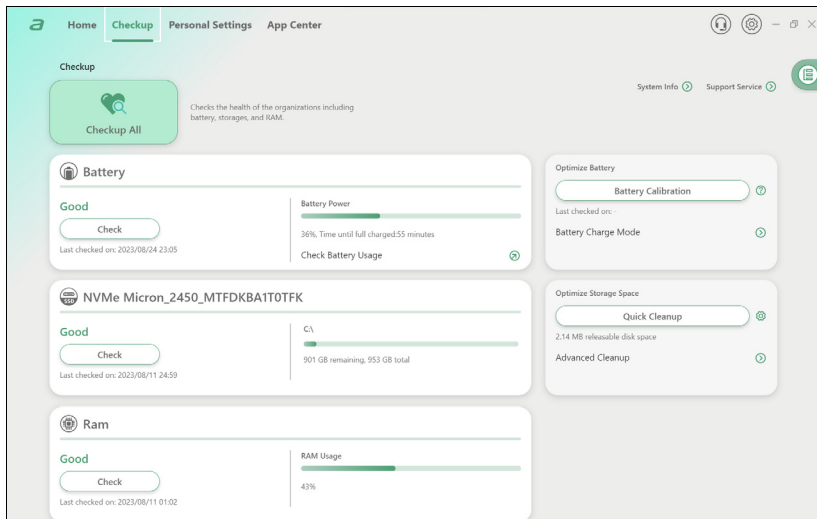 a Home Checkup Personal Settings App Center
Checkup
System Info Support Service
Checkup All
Checks the health of the organizations including
battery, storages, and RAM.
Battery
Good
Check
Last checked on: 2023/08/24 23:05
Battery Power
36%, Time until full charged:55 minutes
Check Battery Usage
Optimize Battery
Battery Calibration
Last checked on: -
Battery Charge Mode
SSD
NVMe Micron_2450_MTFDKBA1T0TFK
Good
Check
Last checked on: 2023/08/11 24:59
C:\
901 GB remaining, 953 GB total
Optimize Storage Space
Quick Cleanup
2.14 MB releasable disk space
Advanced Cleanup
Ram
Good
Check
Last checked on: 2023/08/11 01:02
RAM Usage
43%